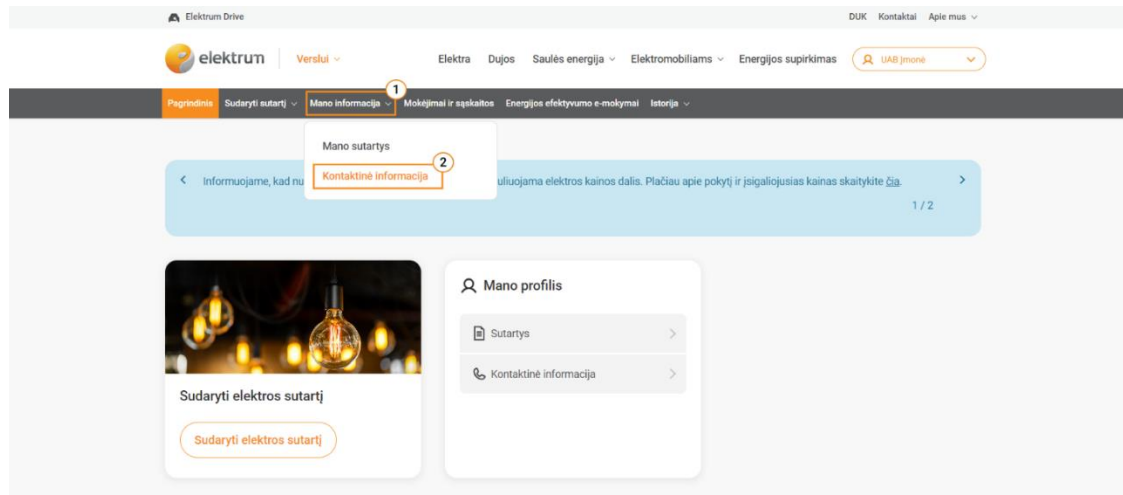 Elektrum Drive DUK Kontaktai Apie mus
elektrum Verslui Elektra Dujos Saulės energija Elektromobiliams Energijos supirkimas UAB Įmonė
1
Pagrindinis Sudaryti sutartį Mano informacija Mokėjimai ir sąskaitos Energijos efektyvumo e-mokymai Istorija
Mano sutartys
2
Kontaktinė informacija
Informuojame, kad nu uliuojama elektros kainos dalis. Plačiau apie pokytį ir įsigaliojusias kainas skaitykite čia.
1 / 2
Mano profilis
Sutartys
Kontaktinė informacija
Sudaryti elektros sutartį
Sudaryti elektros sutartį